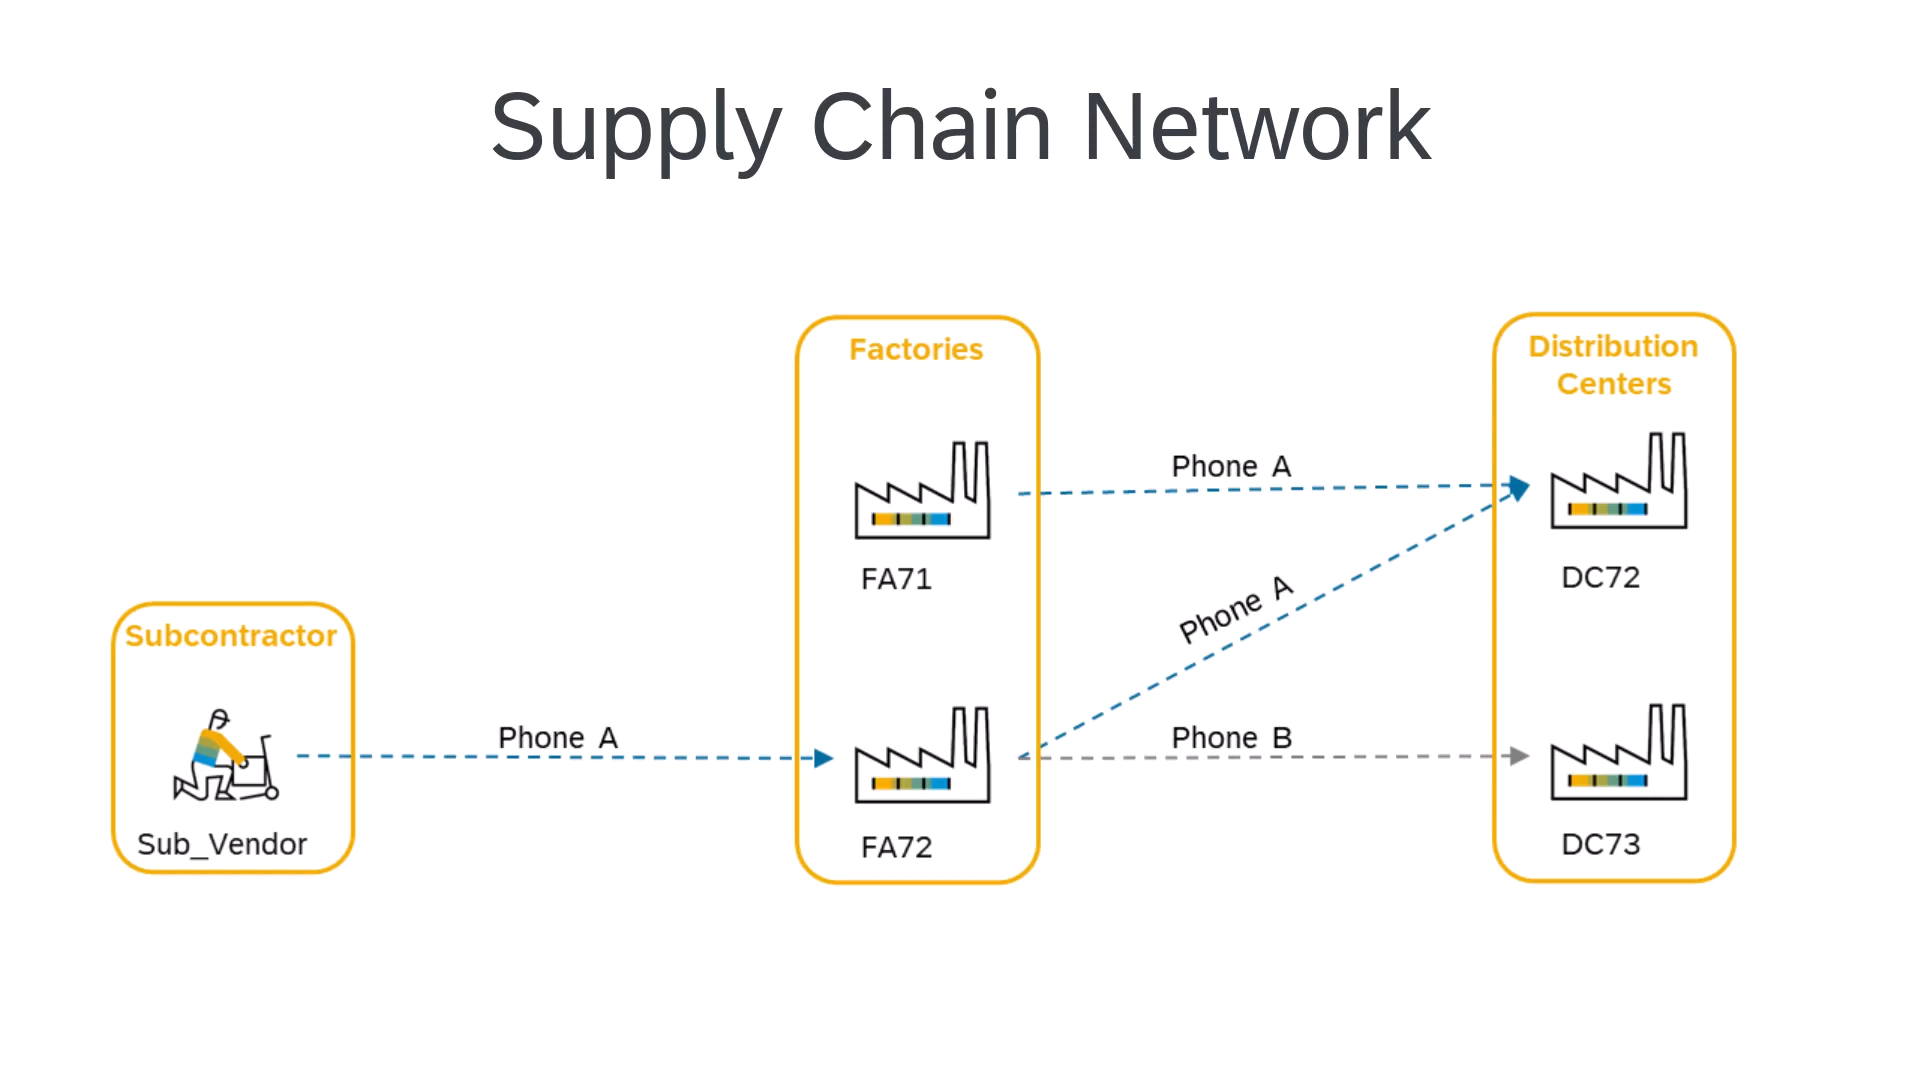 Supply Chain Network
Factories
Distribution
Centers
Phone A
FA71
DC72
Phone A
Subcontractor
Phone A
Phone B
Sub_Vendor
FA72
DC73